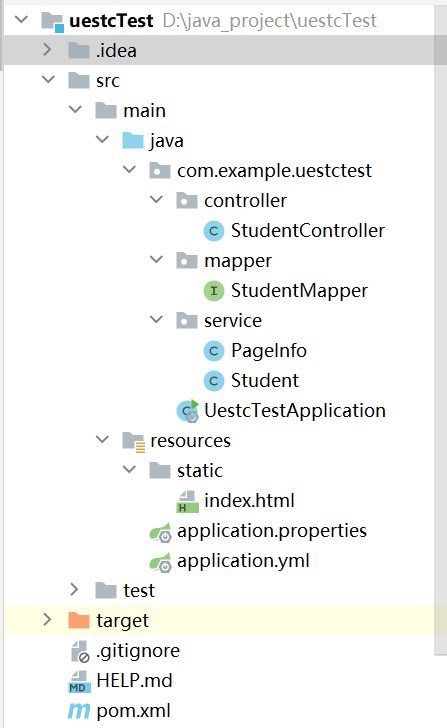 uestcTest D:\java_project\uestcTest
.idea
src
main
java
com.example.uestctest
controller
StudentController
mapper
StudentMapper
service
PageInfo
Student
UestcTestApplication
resources
static
index.html
application.properties
application.yml
test
target
.gitignore
HELP.md
pom.xml